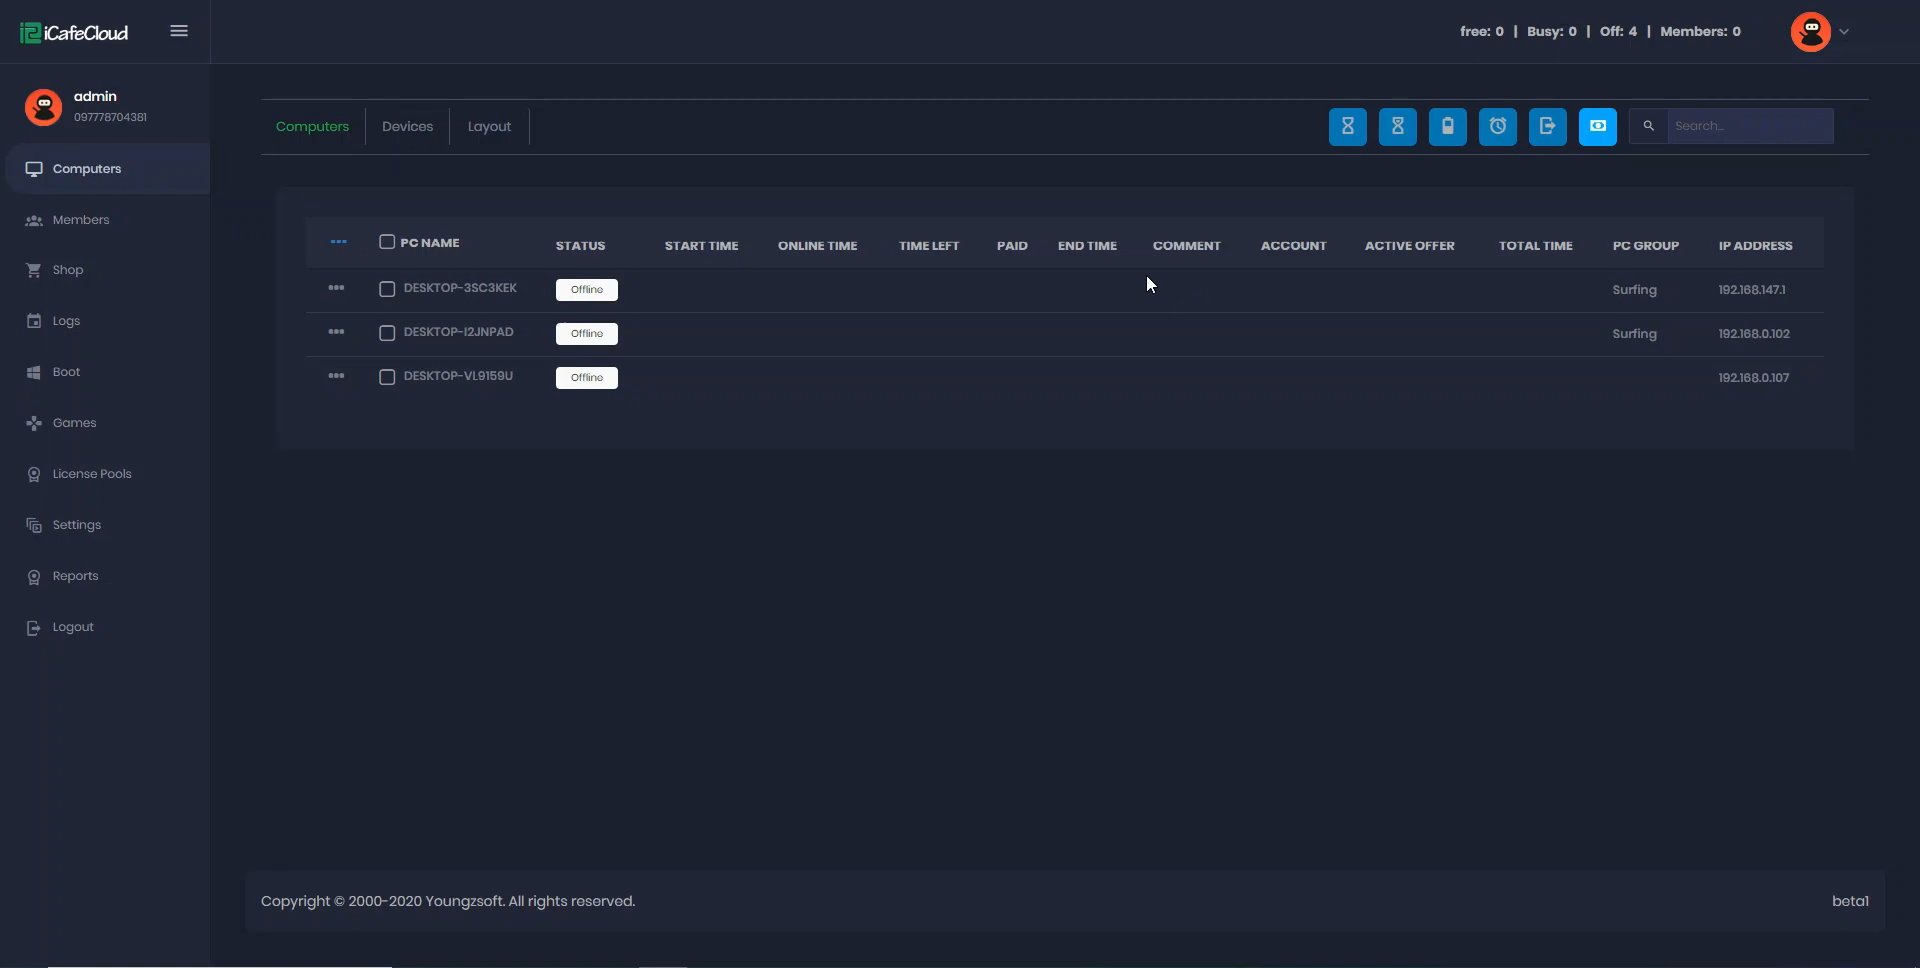 iCafeCloud
free: 0 | Busy: 0 | Off: 4 | Members: 0
admin
097778704381
Computers
Members
Shop
Logs
Boot
Games
License Pools
Settings
Reports
Logout
Computers Devices Layout
Search...
PC NAME STATUS START TIME ONLINE TIME TIME LEFT PAID END TIME COMMENT ACCOUNT ACTIVE OFFER TOTAL TIME PC GROUP IP ADDRESS
DESKTOP-3SC3KEK Offline Surfing 192.168.147.1
DESKTOP-I2JNPAD Offline Surfing 192.168.0.102
DESKTOP-VL9159U Offline 192.168.0.107
Copyright © 2000-2020 Youngzsoft. All rights reserved.
beta1